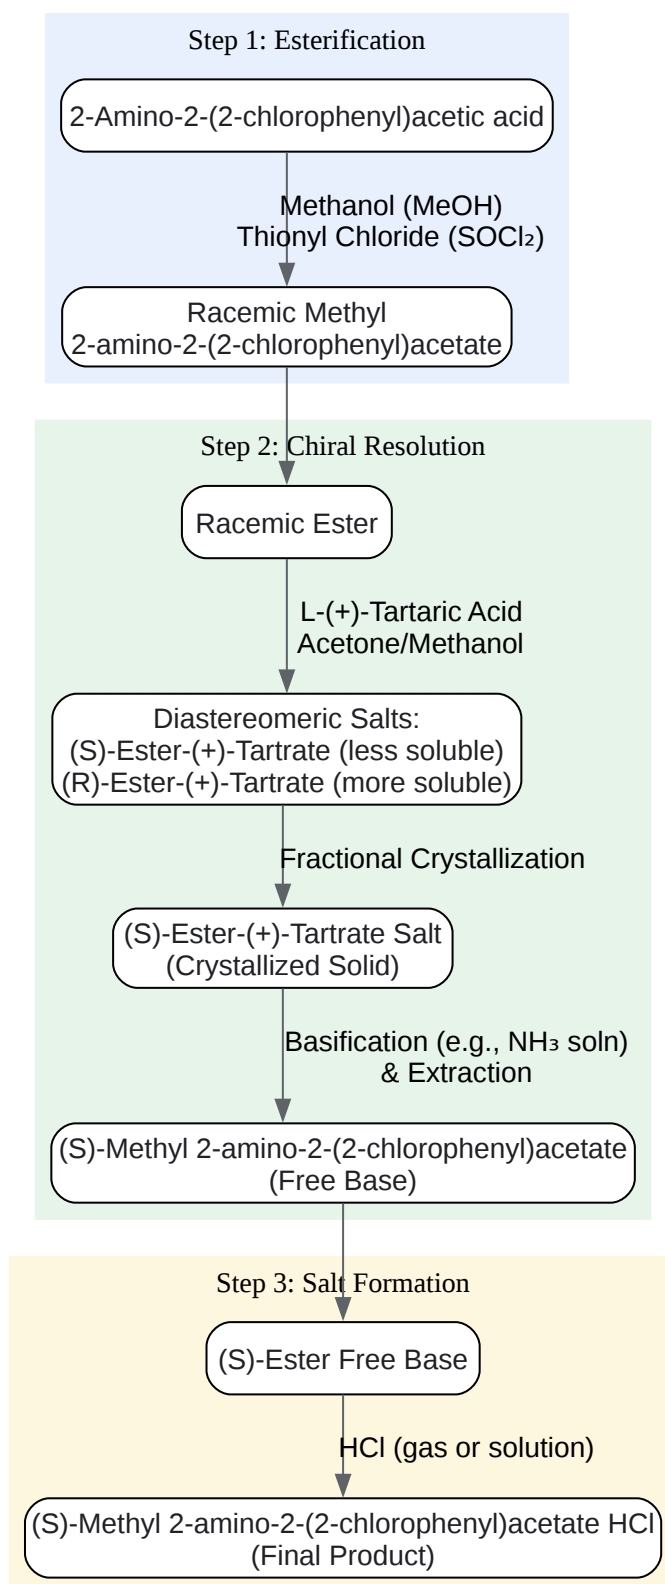 Step 1: Esterification
2-Amino-2-(2-chlorophenyl)acetic acid
Methanol (MeOH)
Thionyl Chloride (SOCl₂)
Racemic Methyl
2-amino-2-(2-chlorophenyl)acetate
Step 2: Chiral Resolution
Racemic Ester
L-(+)-Tartaric Acid
Acetone/Methanol
Diastereomeric Salts:
(S)-Ester-(+)-Tartrate (less soluble)
(R)-Ester-(+)-Tartrate (more soluble)
Fractional Crystallization
(S)-Ester-(+)-Tartrate Salt
(Crystallized Solid)
Basification (e.g., NH₃ soln)
& Extraction
(S)-Methyl 2-amino-2-(2-chlorophenyl)acetate
(Free Base)
Step 3: Salt Formation
(S)-Ester Free Base
HCl (gas or solution)
(S)-Methyl 2-amino-2-(2-chlorophenyl)acetate HCl
(Final Product)